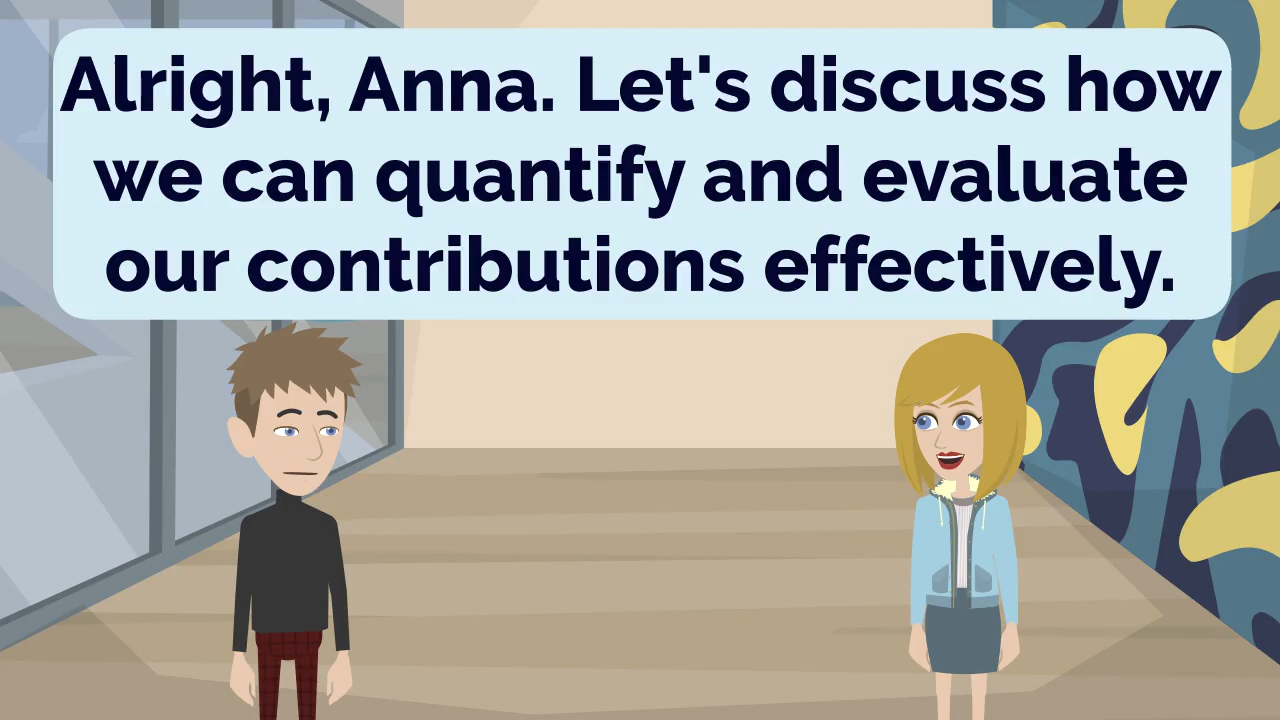 Alright, Anna. Let's discuss how
we can quantify and evaluate
our contributions effectively.